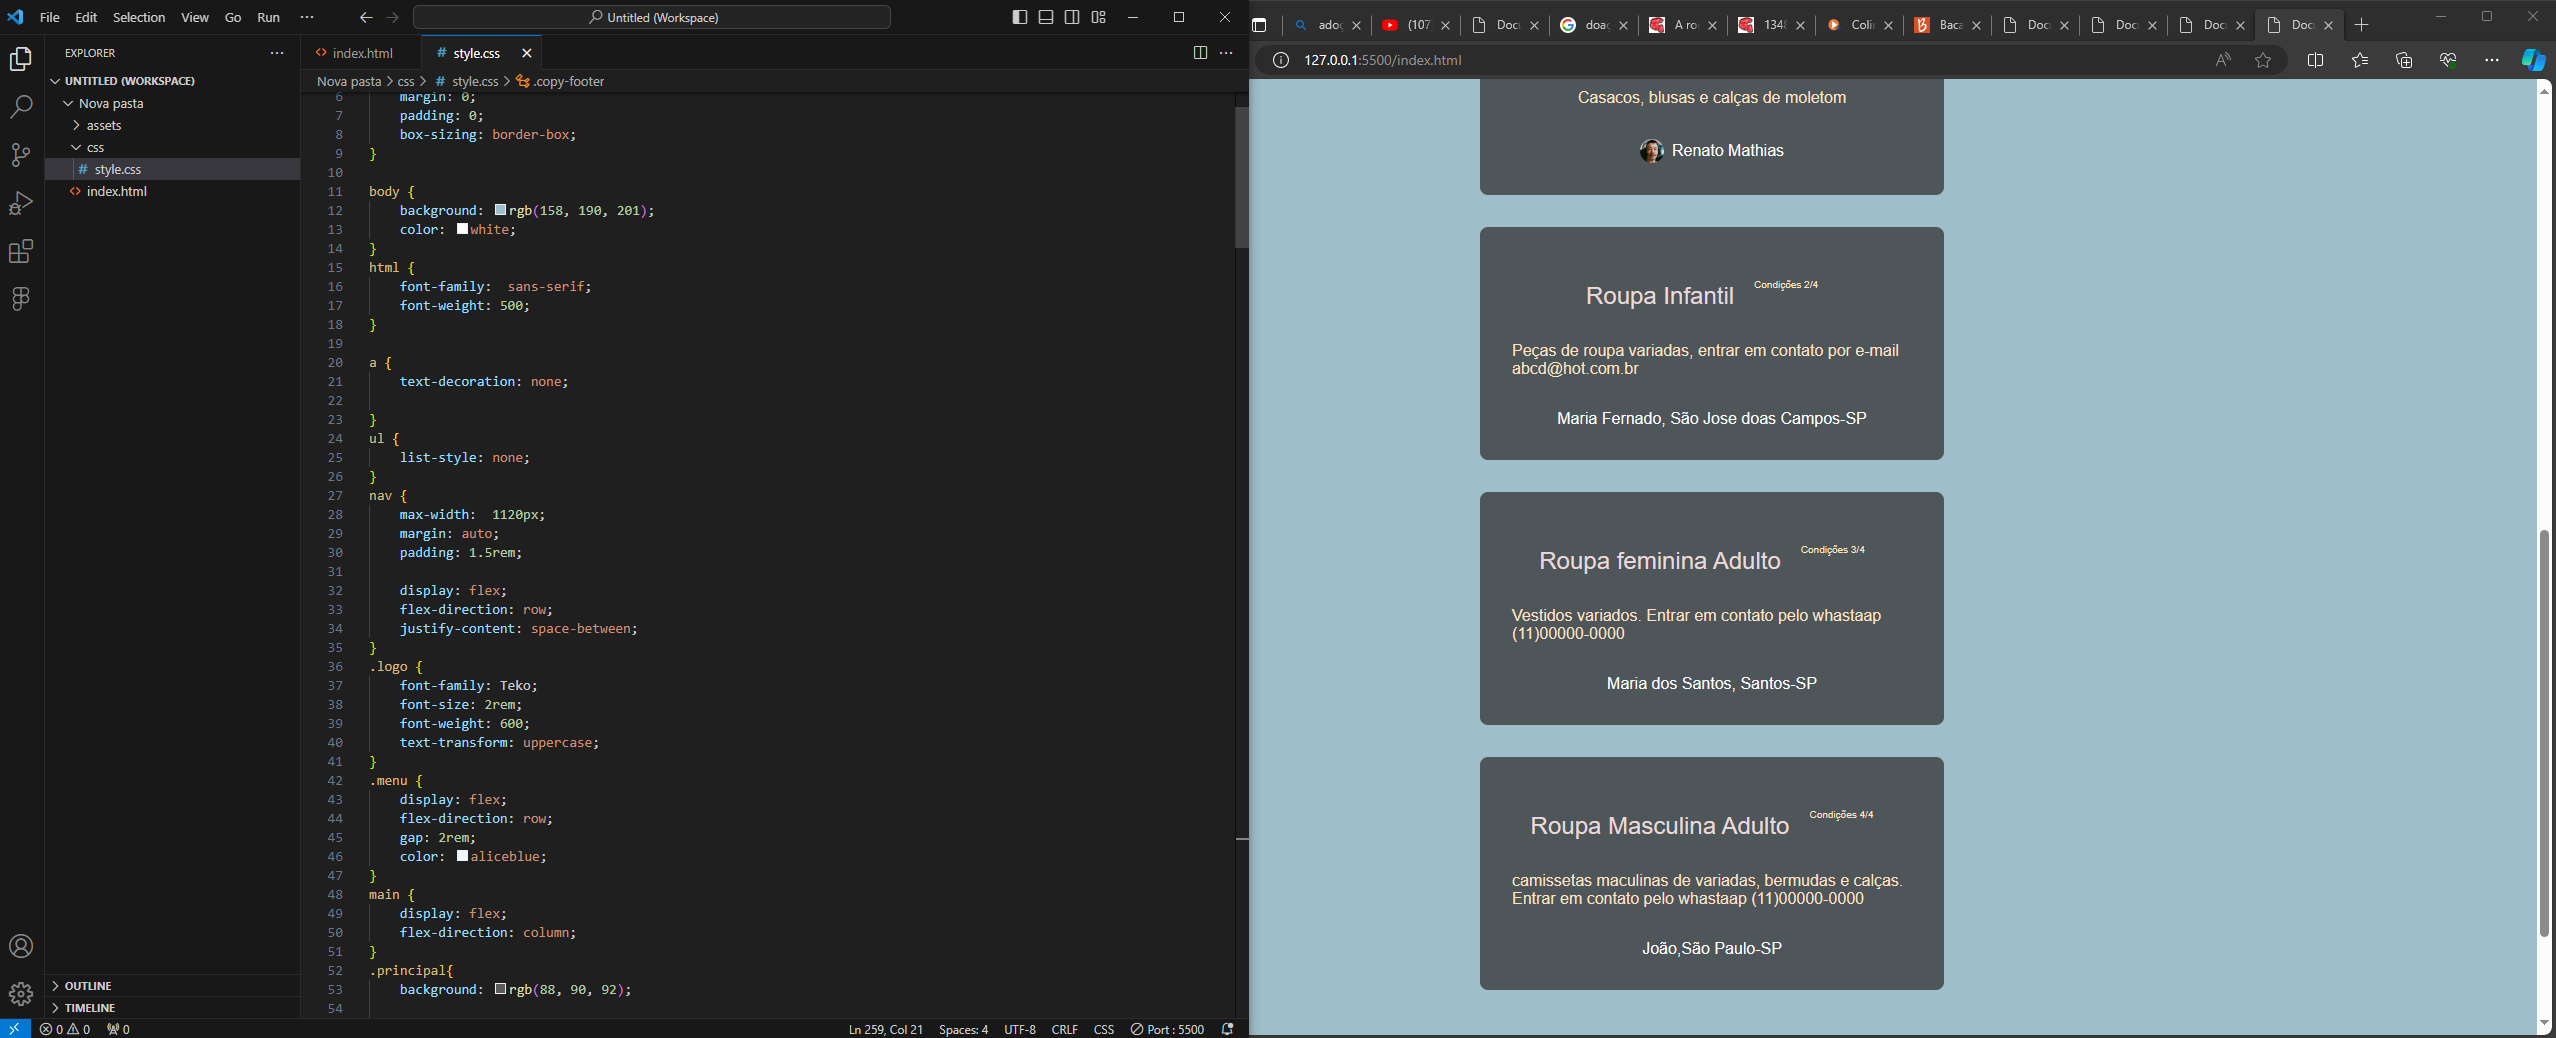 File Edit Selection View Go Run ···
Untitled (Workspace)
EXPLORER
UNTITLED (WORKSPACE)
Nova pasta
assets
css
# style.css
<> index.html
OUTLINE
TIMELINE
<> index.html
# style.css
Nova pasta > css > # style.css > .copy-footer
6 margin: 0;
7 padding: 0;
8 box-sizing: border-box;
9 }
10
11 body {
12 background: rgb(158, 190, 201);
13 color: white;
14 }
15 html {
16 font-family:  sans-serif;
17 font-weight: 500;
18 }
19
20 a {
21 text-decoration: none;
22
23 }
24 ul {
25 list-style: none;
26 }
27 nav {
28 max-width:  1120px;
29 margin: auto;
30 padding: 1.5rem;
31
32 display: flex;
33 flex-direction: row;
34 justify-content: space-between;
35 }
36 .logo {
37 font-family: Teko;
38 font-size: 2rem;
39 font-weight: 600;
40 text-transform: uppercase;
41 }
42 .menu {
43 display: flex;
44 flex-direction: row;
45 gap: 2rem;
46 color: aliceblue;
47 }
48 main {
49 display: flex;
50 flex-direction: column;
51 }
52 .principal{
53 background: rgb(88, 90, 92);
54
0 0 0
Ln 259, Col 21 Spaces: 4 UTF-8 CRLF CSS Port : 5500
adoç (107) Docu doaç A rou 1348 Colin Baca Docu Docu Docu Docu
127.0.0.1:5500/index.html
Casacos, blusas e calças de moletom
Renato Mathias
Roupa Infantil Condições 2/4
Peças de roupa variadas, entrar em contato por e-mail
abcd@hot.com.br
Maria Fernado, São Jose doas Campos-SP
Roupa feminina Adulto Condições 3/4
Vestidos variados. Entrar em contato pelo whastaap
(11)00000-0000
Maria dos Santos, Santos-SP
Roupa Masculina Adulto Condições 4/4
camissetas maculinas de variadas, bermudas e calças.
Entrar em contato pelo whastaap (11)00000-0000
João,São Paulo-SP